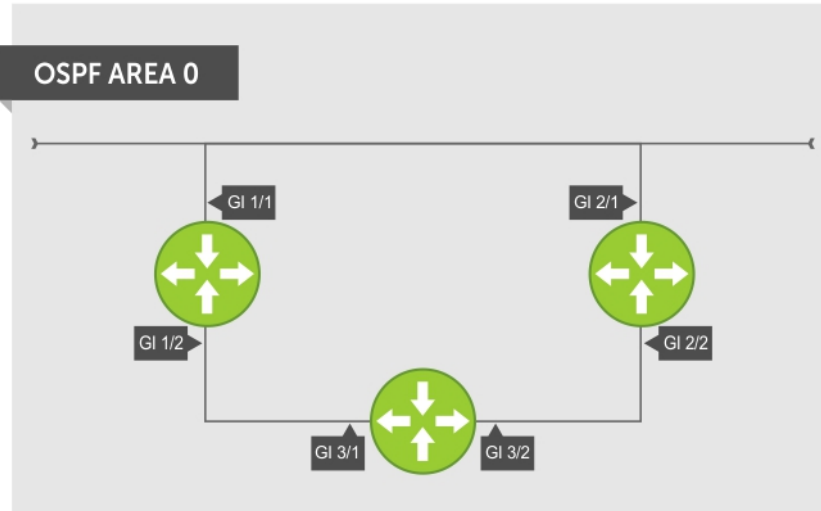 OSPF AREA 0
GI 1/1
GI 2/1
GI 1/2
GI 2/2
GI 3/1
GI 3/2